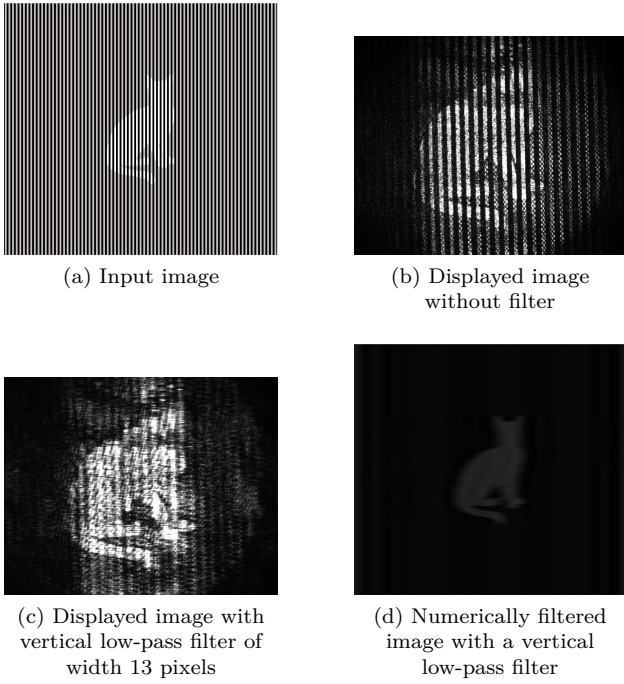 (a) Input image
(b) Displayed image
without filter
(c) Displayed image with
vertical low-pass filter of
width 13 pixels
(d) Numerically filtered
image with a vertical
low-pass filter